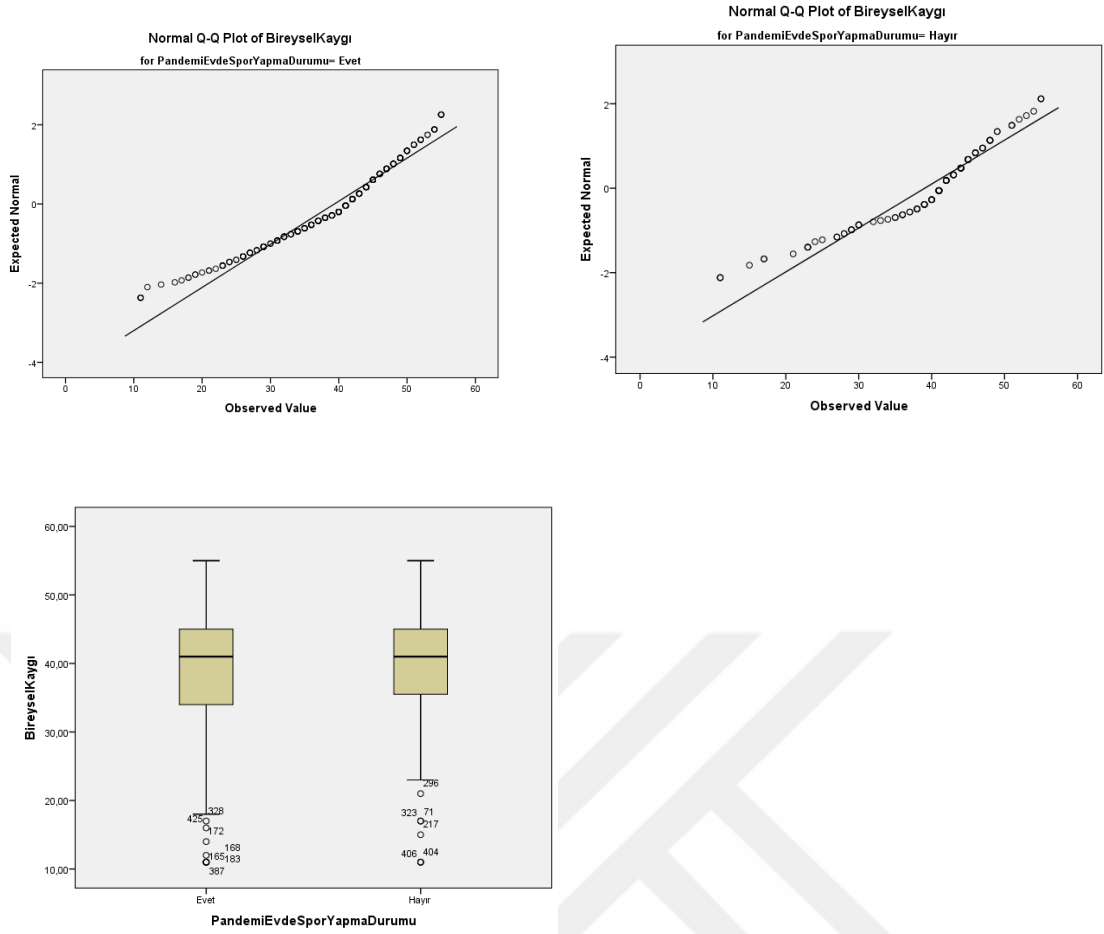 Normal Q-Q Plot of BireyselKaygı
for PandemiEvdeSporYapmaDurumu= Evet
Expected Normal
2
0
-2
-4
0 10 20 30 40 50 60
Observed Value
Normal Q-Q Plot of BireyselKaygı
for PandemiEvdeSporYapmaDurumu= Hayır
Expected Normal
2
0
-2
-4
0 10 20 30 40 50 60
Observed Value
BireyselKaygı
60,00
50,00
40,00
30,00
20,00
10,00
328
425
172
168
165 183
387
296
323 71
217
406 404
Evet Hayır
PandemiEvdeSporYapmaDurumu